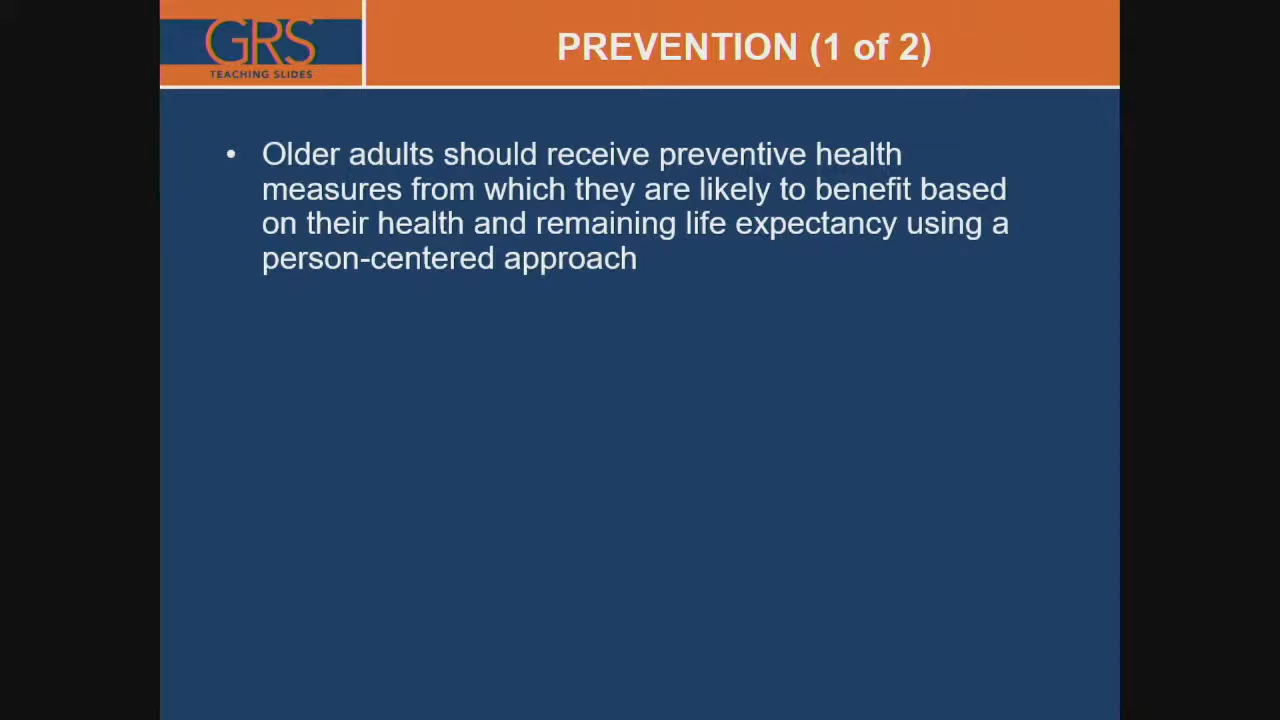 GRS
TEACHING SLIDES
PREVENTION (1 of 2)
• Older adults should receive preventive health
measures from which they are likely to benefit based
on their health and remaining life expectancy using a
person-centered approach